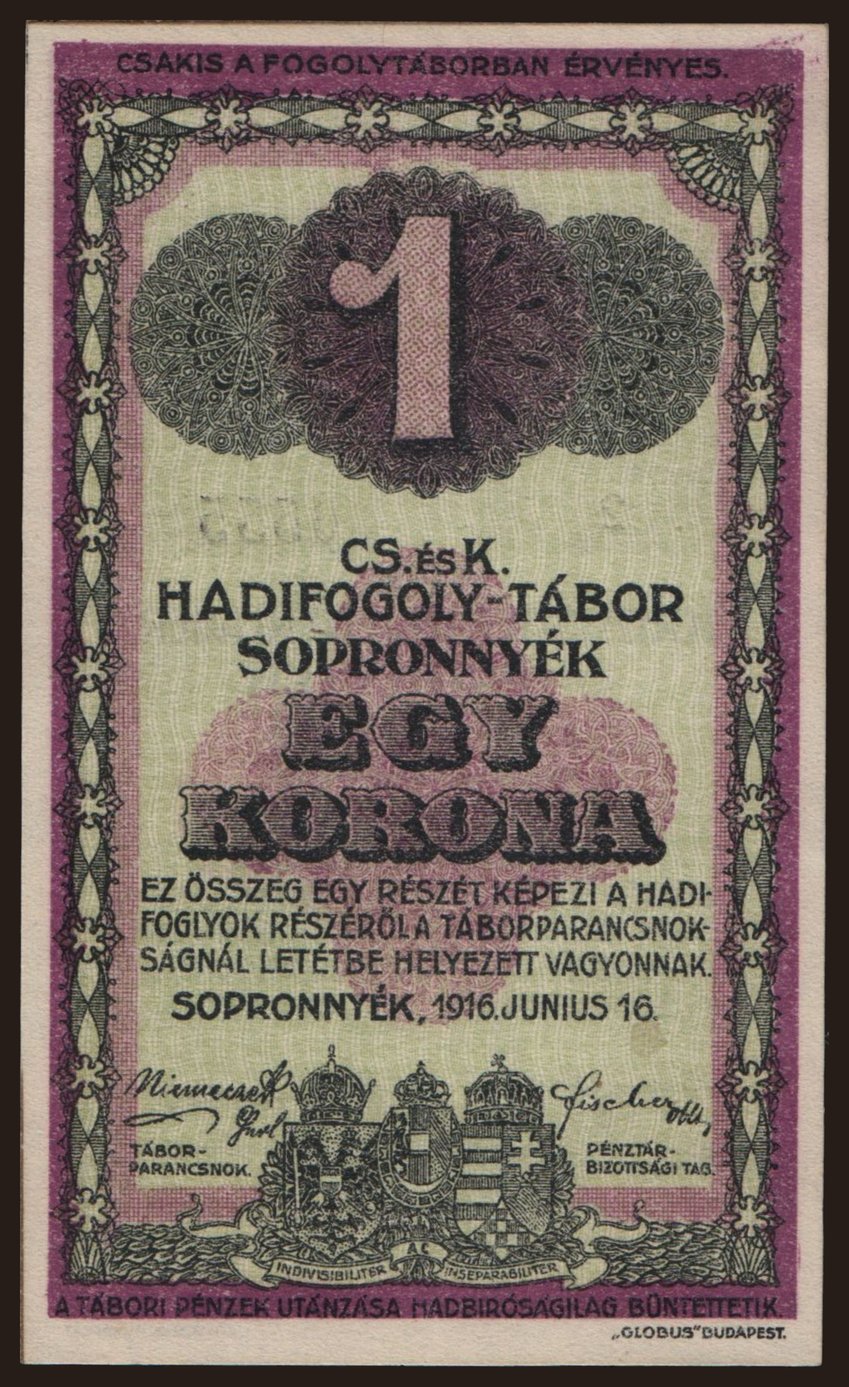 CSAKIS A FOGOLYTÁBORBAN ÉRVÉNYES.
1
CS. ÉS K.
HADIFOGOLY-TÁBOR
SOPRONNYÉK
EGY
KORONA
EZ ÖSSZEG EGY RÉSZÉT KÉPEZI A HADI-
FOGLYOK RÉSZÉRŐL A TÁBORPARANCSNOK-
SÁGNÁL LETÉTBE HELYEZETT VAGYONNAK.
SOPRONNYÉK, 1916. JUNIUS 16.
Fischer
TÁBOR-
PARANCSNOK.
PÉNZTÁR-
BIZOTTSÁGI TAG.
INDIVISIBILITER AC INSEPARABILITER
A TÁBORI PÉNZEK UTÁNZÁSA HADBIRÓSÁGILAG BÜNTETTETIK.
„GLOBUS" BUDAPEST.